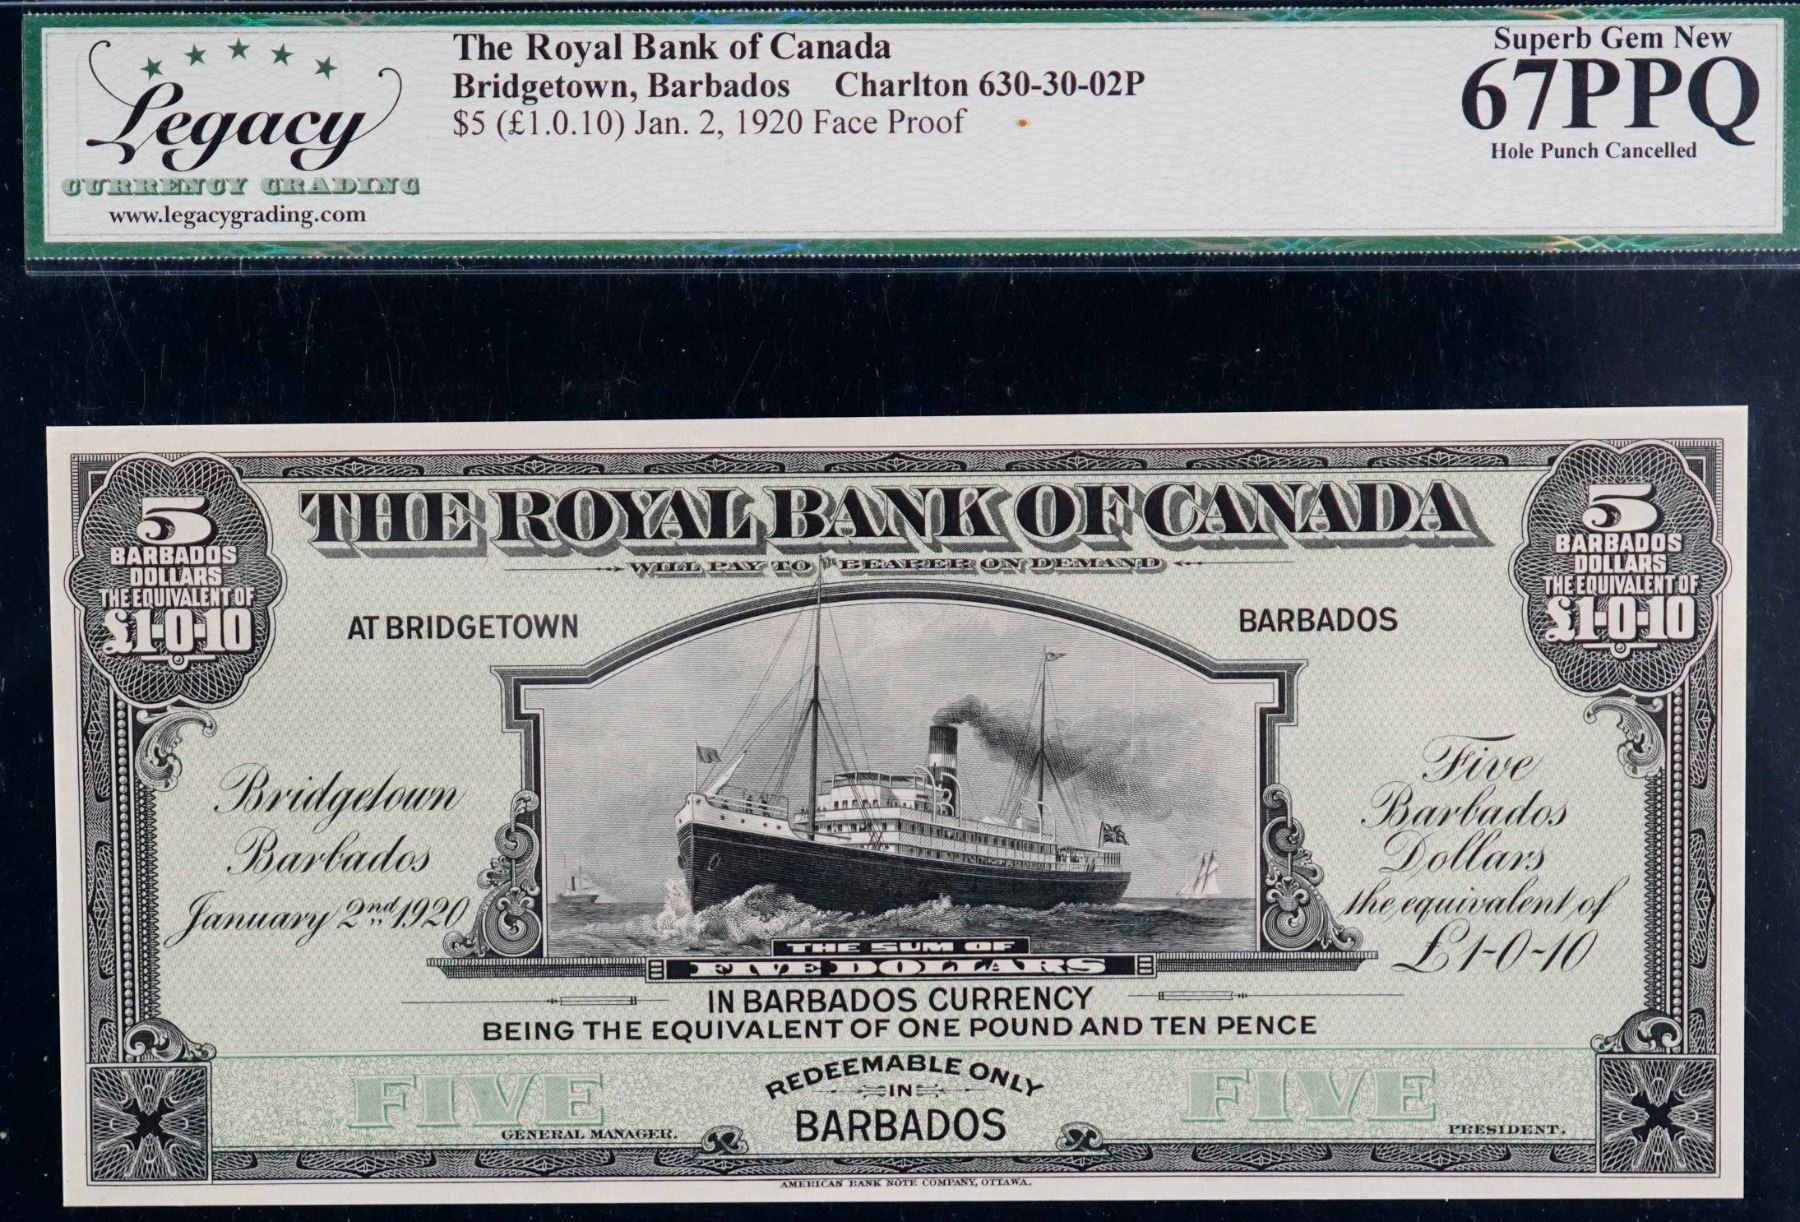 Legacy
CURRENCY GRADING
www.legacygrading.com
The Royal Bank of Canada
Bridgetown, Barbados Charlton 630-30-02P
$5 (£1.0.10) Jan. 2, 1920 Face Proof
Superb Gem New
67PPQ
Hole Punch Cancelled
THE ROYAL BANK OF CANADA
WILL PAY TO THE BEARER ON DEMAND
5
BARBADOS
DOLLARS
THE EQUIVALENT OF
£1-0-10
5
BARBADOS
DOLLARS
THE EQUIVALENT OF
£1-0-10
AT BRIDGETOWN BARBADOS
Bridgetown
Barbados
January 2nd 1920
Five
Barbados
Dollars
the equivalent of
£1-0-10
THE SUM OF
FIVE DOLLARS
IN BARBADOS CURRENCY
BEING THE EQUIVALENT OF ONE POUND AND TEN PENCE
REDEEMABLE ONLY
IN
BARBADOS
FIVE FIVE
GENERAL MANAGER. PRESIDENT.
AMERICAN BANK NOTE COMPANY, OTTAWA.